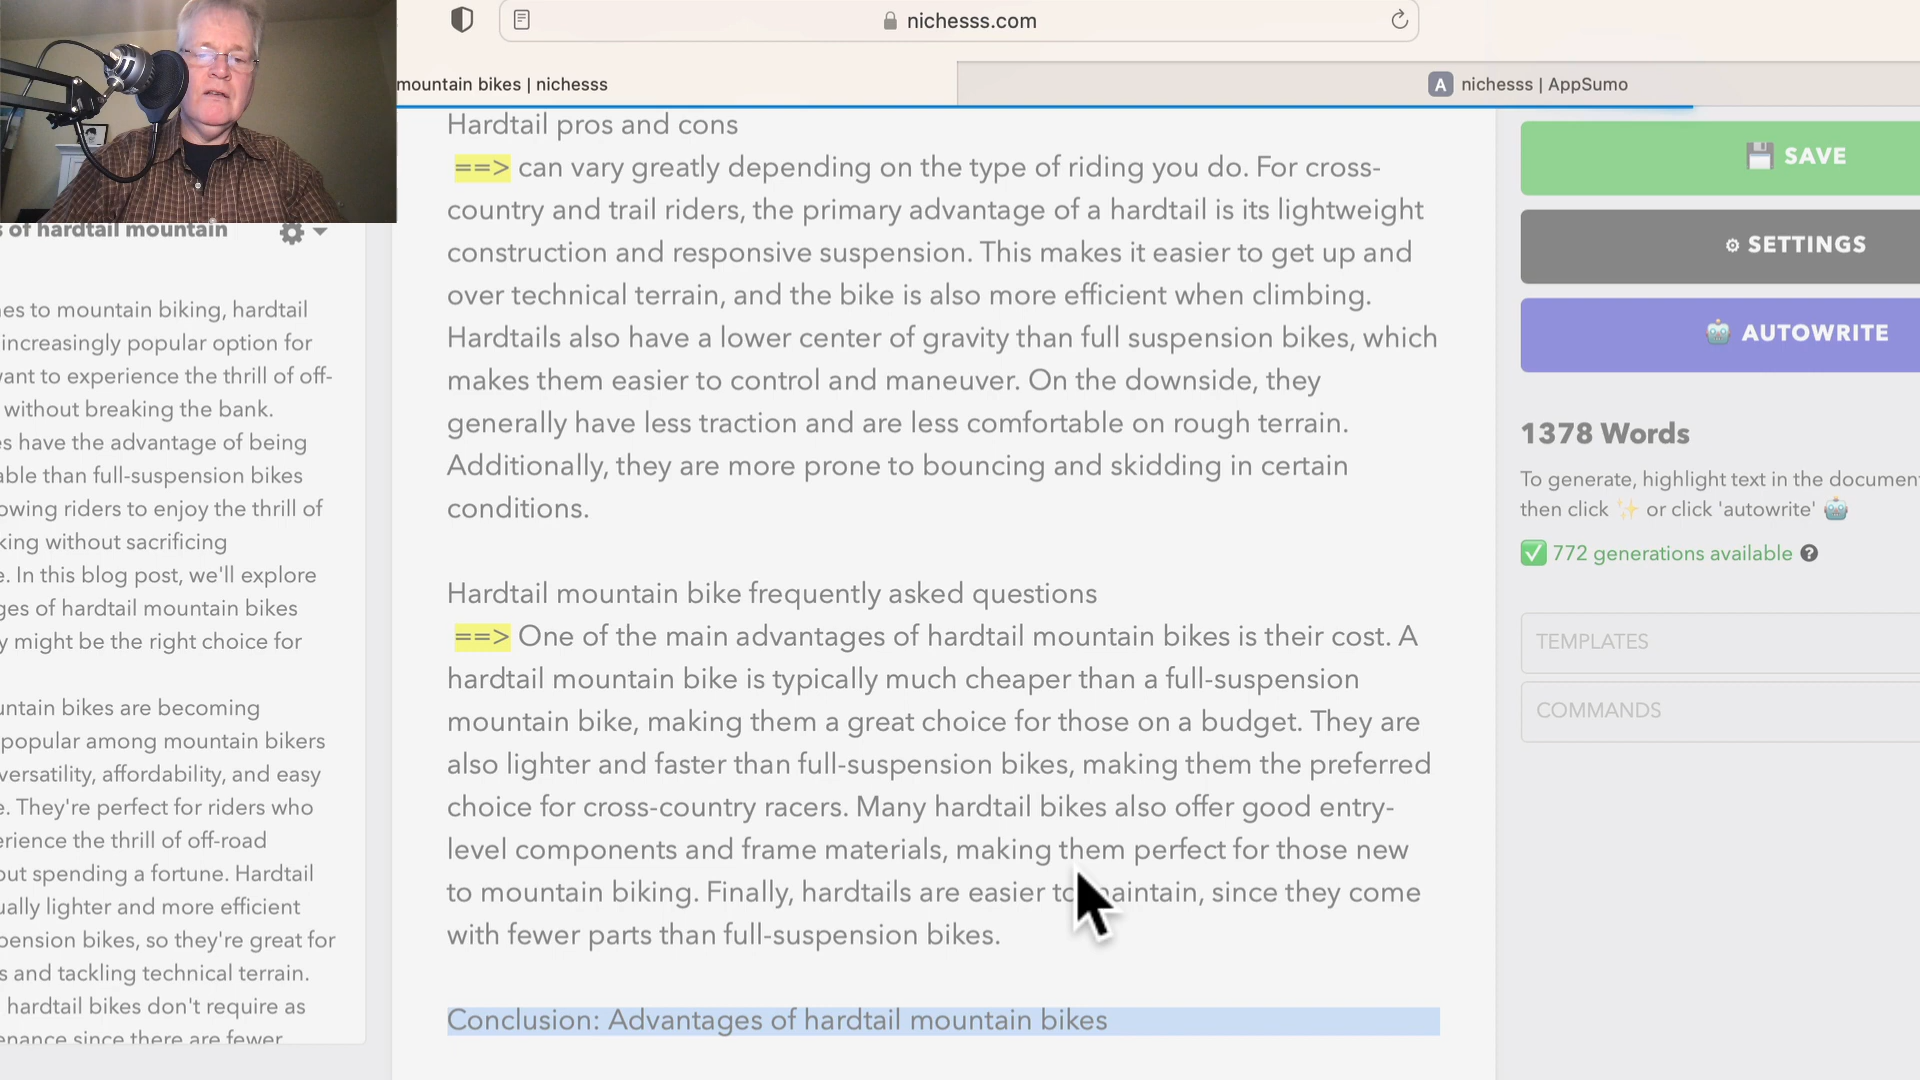 nichesss.com
mountain bikes | nichesss
A nichesss | AppSumo
Hardtail pros and cons
==> can vary greatly depending on the type of riding you do. For cross-
country and trail riders, the primary advantage of a hardtail is its lightweight
construction and responsive suspension. This makes it easier to get up and
over technical terrain, and the bike is also more efficient when climbing.
Hardtails also have a lower center of gravity than full suspension bikes, which
makes them easier to control and maneuver. On the downside, they
generally have less traction and are less comfortable on rough terrain.
Additionally, they are more prone to bouncing and skidding in certain
conditions.
Hardtail mountain bike frequently asked questions
==> One of the main advantages of hardtail mountain bikes is their cost. A
hardtail mountain bike is typically much cheaper than a full-suspension
mountain bike, making them a great choice for those on a budget. They are
also lighter and faster than full-suspension bikes, making them the preferred
choice for cross-country racers. Many hardtail bikes also offer good entry-
level components and frame materials, making them perfect for those new
to mountain biking. Finally, hardtails are easier to maintain, since they come
with fewer parts than full-suspension bikes.
Conclusion: Advantages of hardtail mountain bikes
of hardtail mountain
to mountain biking, hardtail
increasingly popular option for
want to experience the thrill of off-
without breaking the bank.
have the advantage of being
than full-suspension bikes
riders to enjoy the thrill of
without sacrificing
In this blog post, we'll explore
of hardtail mountain bikes
might be the right choice for
bikes are becoming
popular among mountain bikers
versatility, affordability, and easy
They're perfect for riders who
the thrill of off-road
spending a fortune. Hardtail
lighter and more efficient
bikes, so they're great for
and tackling technical terrain.
hardtail bikes don't require as
since there are fewer
💾 SAVE
⚙ SETTINGS
🤖 AUTOWRITE
1378 Words
To generate, highlight text in the document
then click ✨ or click 'autowrite' 🤖
✅ 772 generations available ?
TEMPLATES
COMMANDS